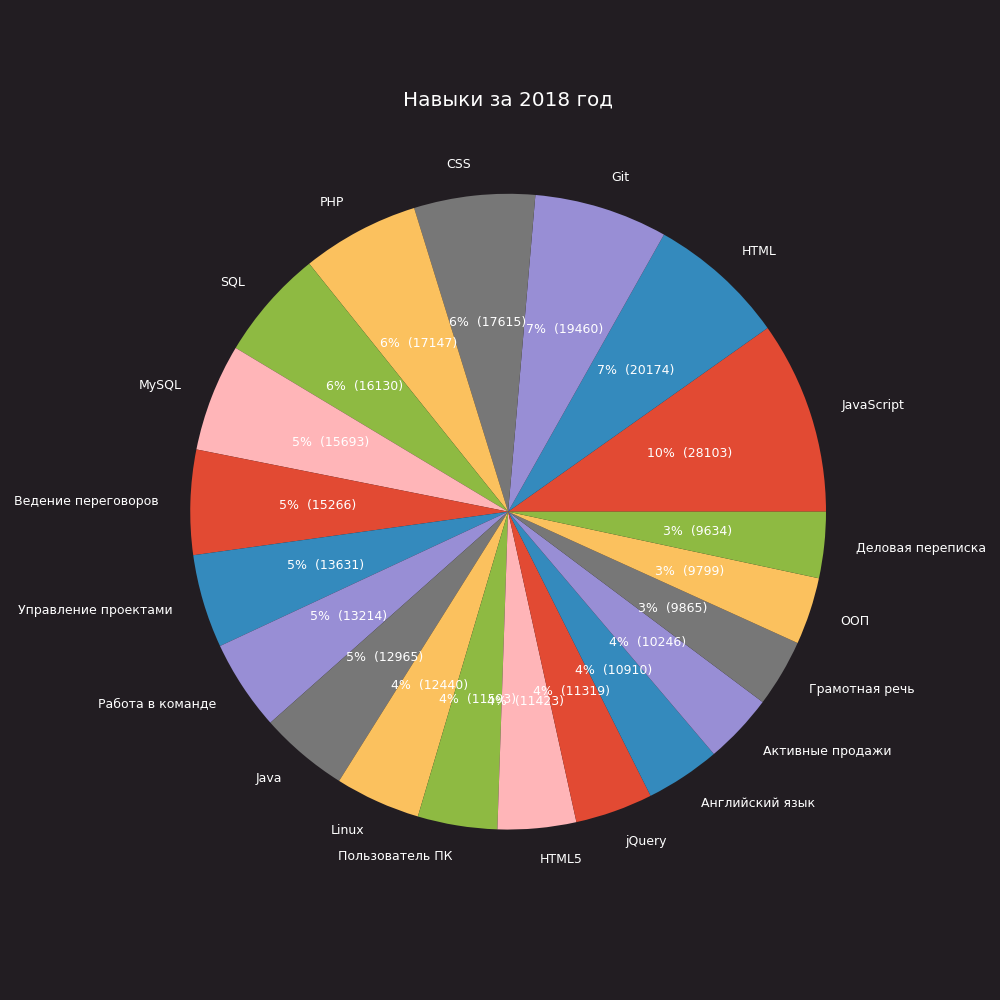 Навыки за 2018 год
CSS
Git
PHP
HTML
SQL
6%  (17615)
7%  (19460)
6%  (17147)
7%  (20174)
MySQL
6%  (16130)
JavaScript
5%  (15693)
10%  (28103)
Ведение переговоров
5%  (15266)
3%  (9634)
Деловая переписка
5%  (13631)
3%  (9799)
Управление проектами
5%  (13214)
3%  (9865)
ООП
4%  (10246)
5%  (12965)
4%  (10910)
Грамотная речь
Работа в команде
4%  (12440)
4%  (11593)
4%  (11423)
4%  (11319)
Активные продажи
Java
Английский язык
Linux
jQuery
Пользователь ПК
HTML5